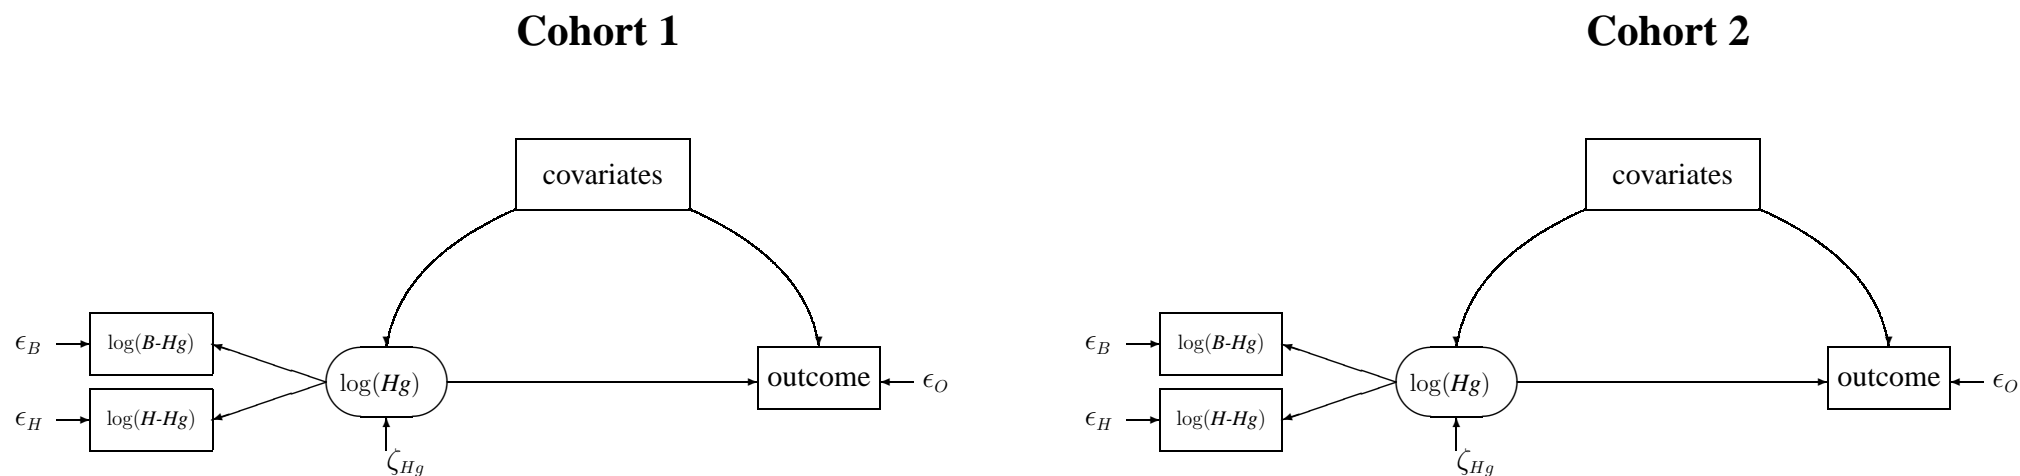 Cohort 1
covariates
ϵ_B
log(B-Hg)
log(Hg)
outcome
ϵ_O
ϵ_H
log(H-Hg)
ζ_Hg
Cohort 2
covariates
ϵ_B
log(B-Hg)
log(Hg)
outcome
ϵ_O
ϵ_H
log(H-Hg)
ζ_Hg